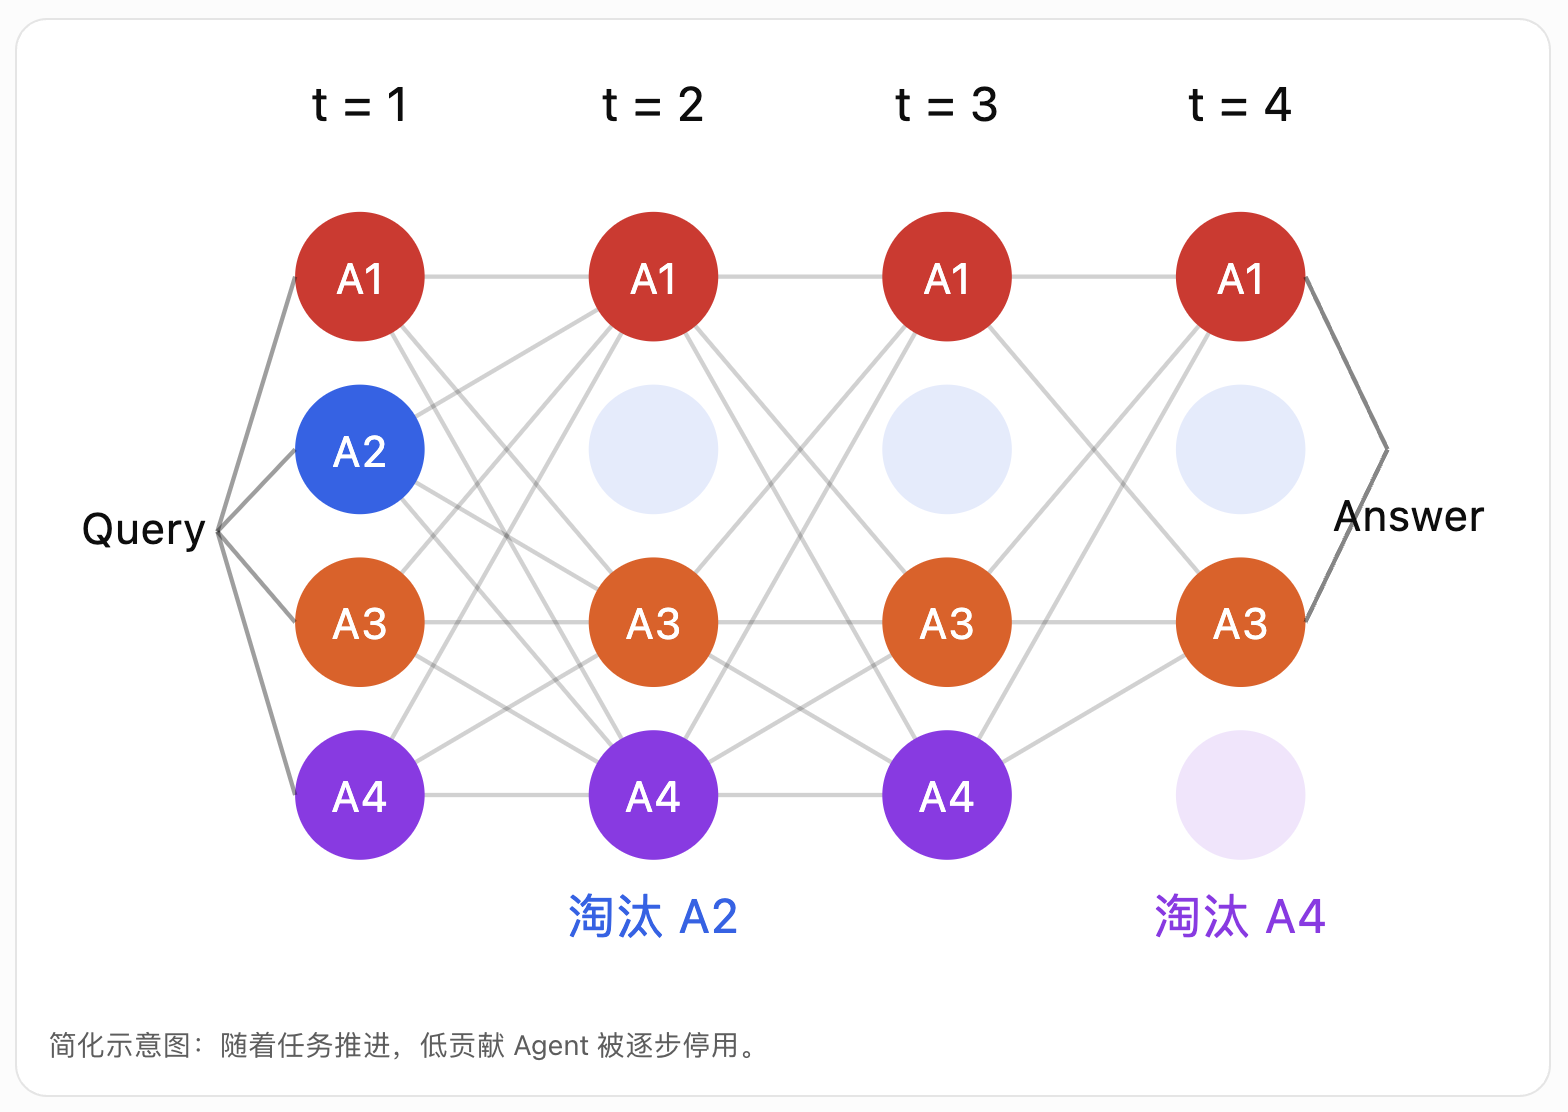 t = 1 t = 2 t = 3 t = 4
A1 A1 A1 A1
A2
Query
Answer
A3 A3 A3 A3
A4 A4 A4
淘汰 A2 淘汰 A4
简化示意图：随着任务推进，低贡献 Agent 被逐步停用。